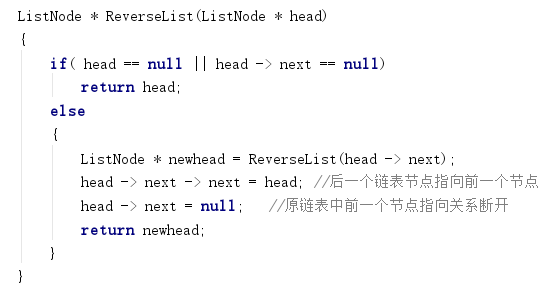 ListNode * ReverseList(ListNode * head)
{
if( head == null || head -> next == null)
return head;
else
{
ListNode * newhead = ReverseList(head -> next);
head -> next -> next = head; //后一个链表节点指向前一个节点
head -> next = null; //原链表中前一个节点指向关系断开
return newhead;
}
}